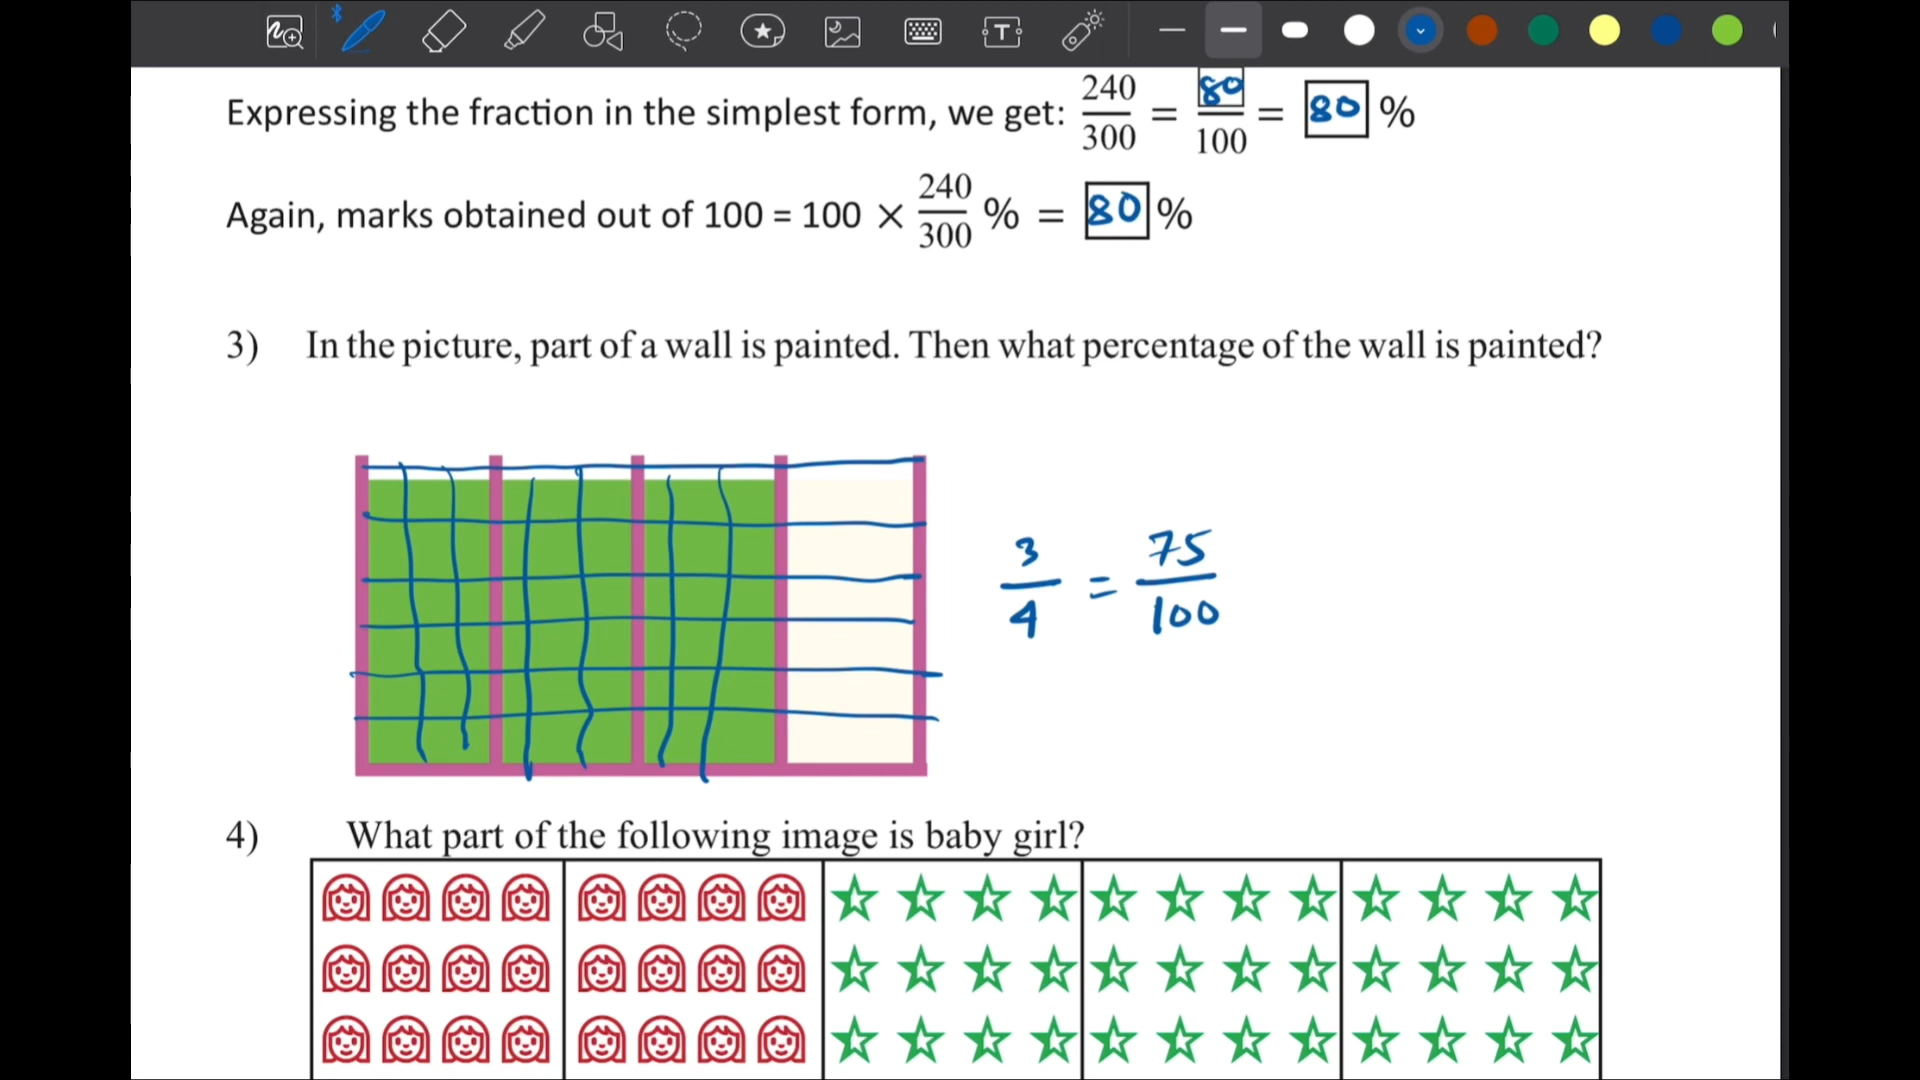 Expressing the fraction in the simplest form, we get: 240/300 = 80/100 = 80 %
Again, marks obtained out of 100 = 100 × 240/300 % = 80 %
3) In the picture, part of a wall is painted. Then what percentage of the wall is painted?
3/4 = 75/100
4) What part of the following image is baby girl?